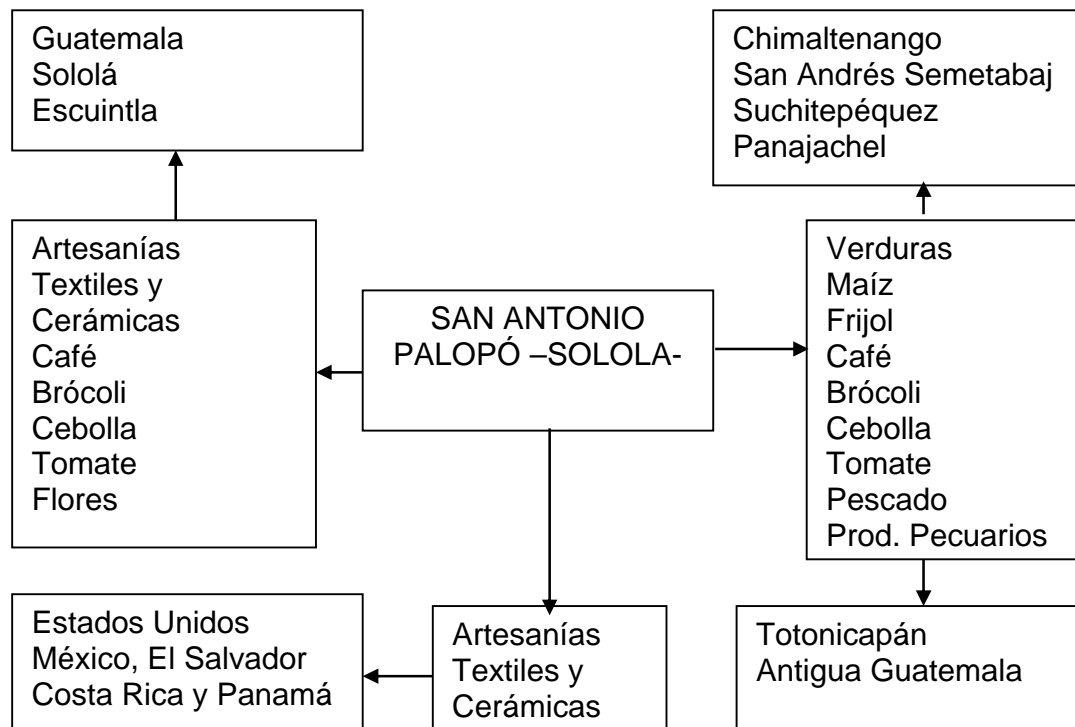 Guatemala
Sololá
Escuintla
Chimaltenango
San Andrés Semetabaj
Suchitepéquez
Panajachel
Artesanías
Textiles y
Cerámicas
Café
Brócoli
Cebolla
Tomate
Flores
SAN ANTONIO
PALOPÓ –SOLOLA-
Verduras
Maíz
Frijol
Café
Brócoli
Cebolla
Tomate
Pescado
Prod. Pecuarios
Estados Unidos
México, El Salvador
Costa Rica y Panamá
Artesanías
Textiles y
Cerámicas
Totonicapán
Antigua Guatemala